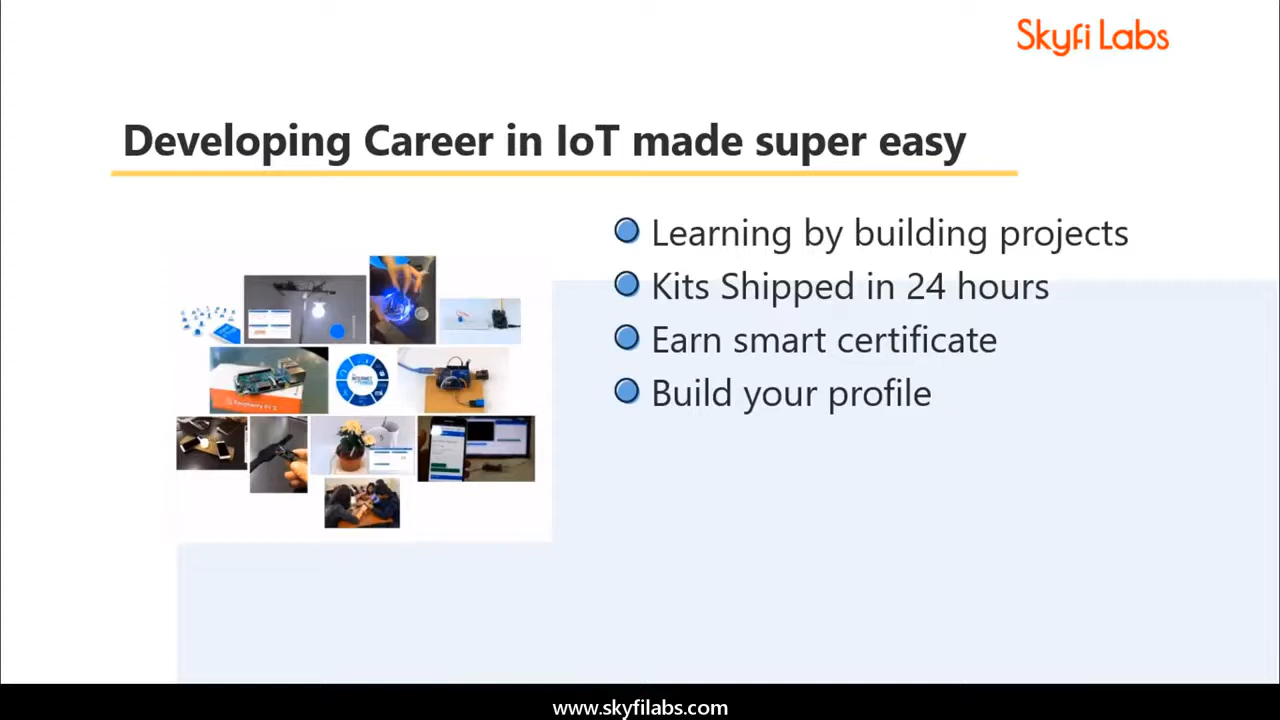 Skyfi Labs
Developing Career in IoT made super easy
Learning by building projects
Kits Shipped in 24 hours
Earn smart certificate
Build your profile
INTERNET
www.skyfilabs.com